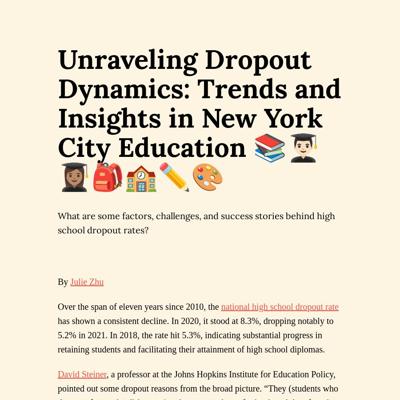 Unraveling Dropout
Dynamics: Trends and
Insights in New York
City Education 📚👨🏻‍🎓
👩🏽‍🎓🎒🏫✏️🎨
What are some factors, challenges, and success stories behind high
school dropout rates?
By Julie Zhu
Over the span of eleven years since 2010, the national high school dropout rate
has shown a consistent decline. In 2020, it stood at 8.3%, dropping notably to
5.2% in 2021. In 2018, the rate hit 5.3%, indicating substantial progress in
retaining students and facilitating their attainment of high school diplomas.
David Steiner, a professor at the Johns Hopkins Institute for Education Policy,
pointed out some dropout reasons from the broad picture. “They (students who